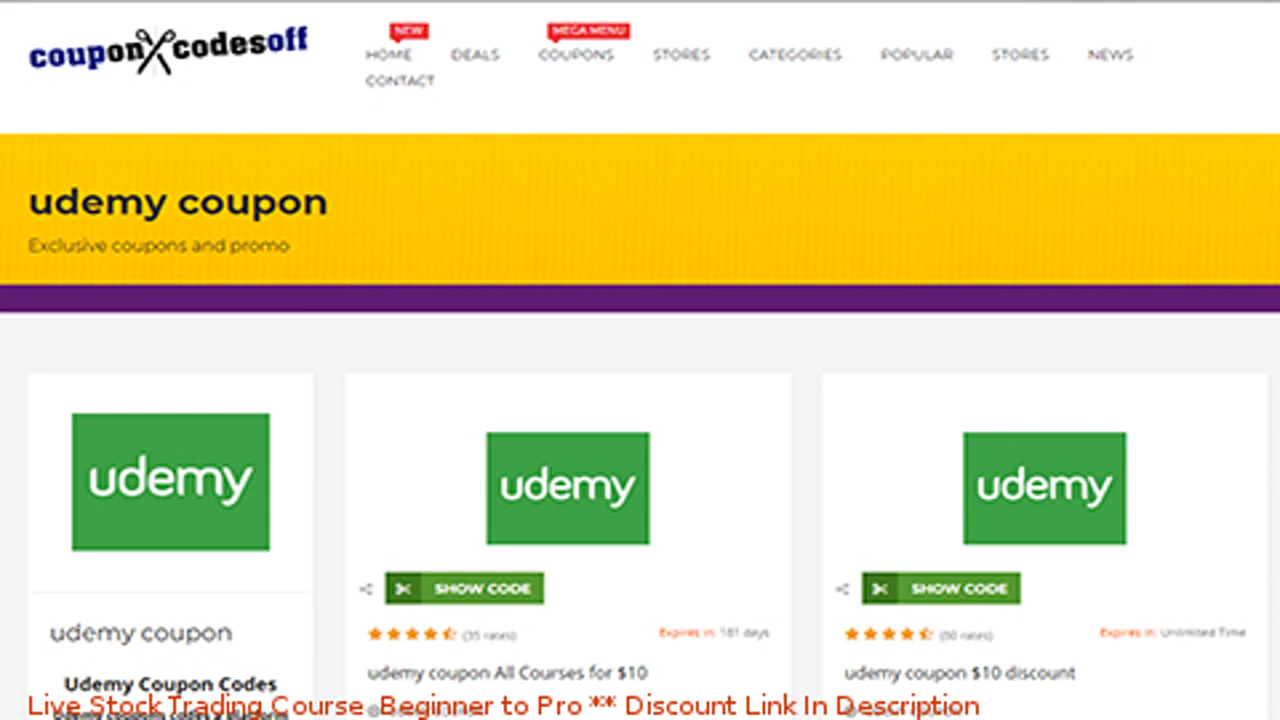 couponcodesoff
NEW
MEGA MENU
HOME DEALS COUPONS STORES CATEGORIES POPULAR STORES NEWS
CONTACT
udemy coupon
Exclusive coupons and promo
udemy
udemy
udemy
SHOW CODE
SHOW CODE
(35 rates)
Expires in: 181 days
(80 rates)
Expires in: Unlimited Time
udemy coupon
udemy coupon All Courses for $10
udemy coupon $10 discount
Udemy Coupon Codes
Live Stock Trading Course Beginner to Pro ** Discount Link In Description